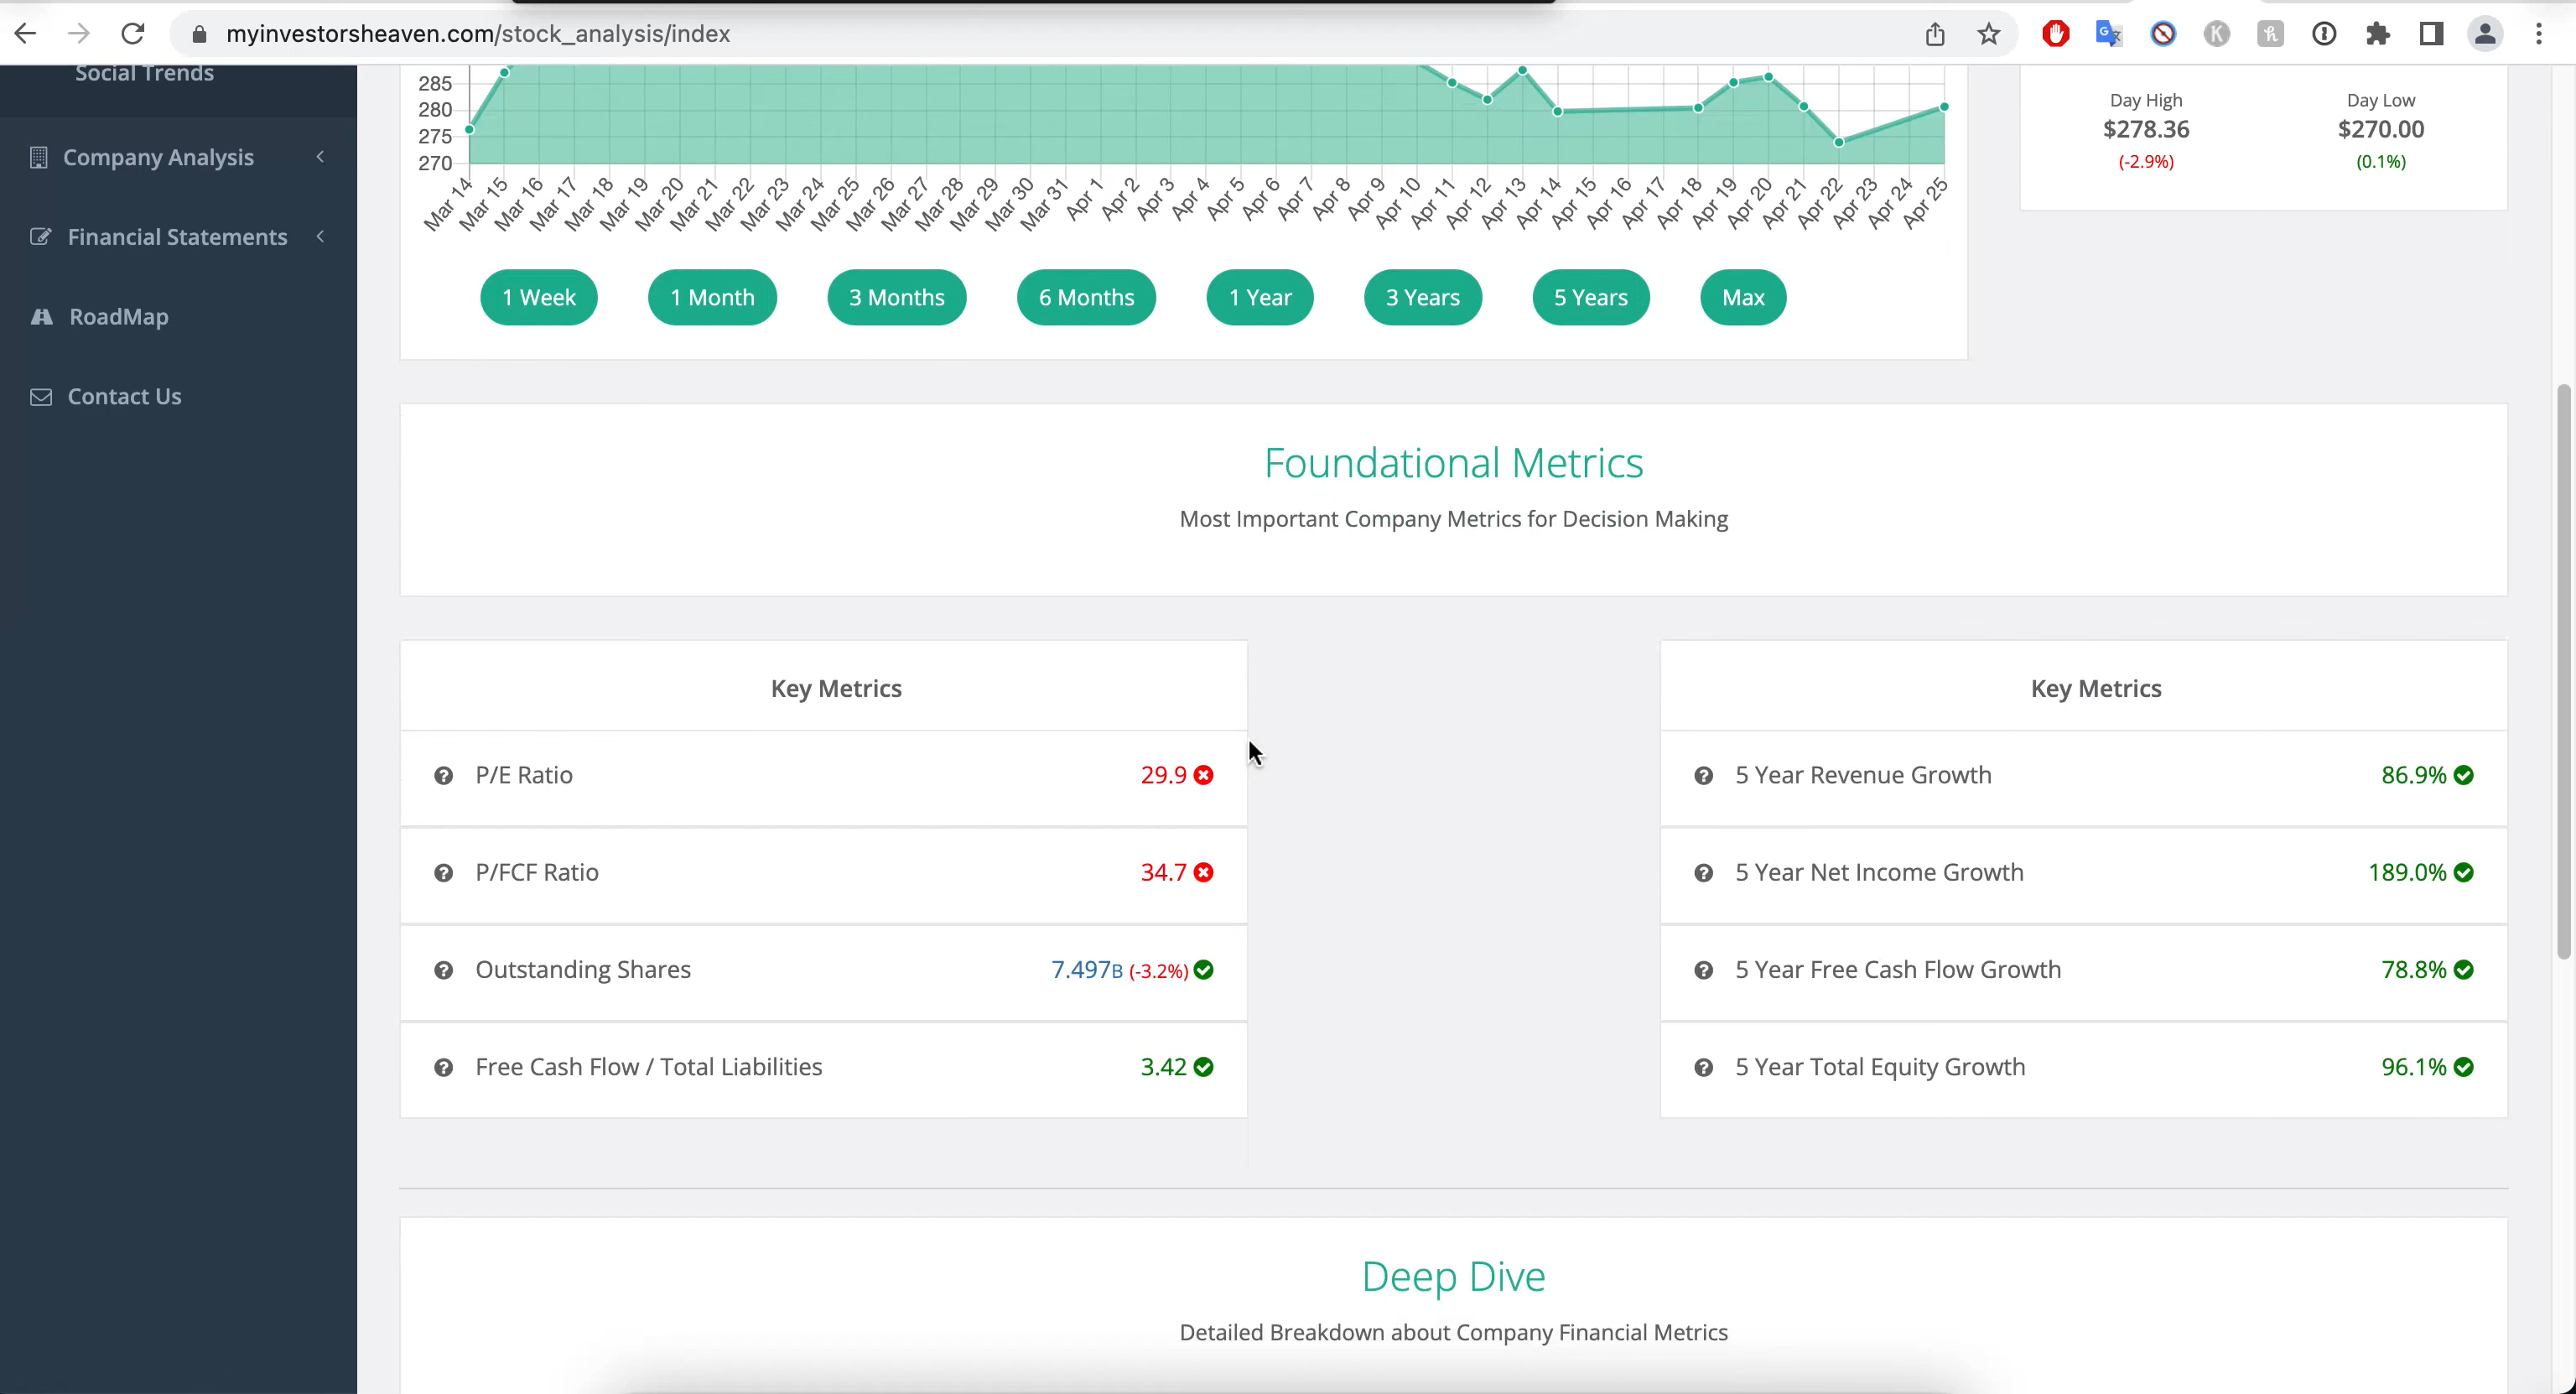 myinvestorsheaven.com/stock_analysis/index
Social Trends
Company Analysis
Financial Statements
RoadMap
Contact Us
285
280
275
270
Mar 14 Mar 15 Mar 16 Mar 17 Mar 18 Mar 19 Mar 20 Mar 21 Mar 22 Mar 23 Mar 24 Mar 25 Mar 26 Mar 27 Mar 28 Mar 29 Mar 30 Mar 31 Apr 1 Apr 2 Apr 3 Apr 4 Apr 5 Apr 6 Apr 7 Apr 8 Apr 9 Apr 10 Apr 11 Apr 12 Apr 13 Apr 14 Apr 15 Apr 16 Apr 17 Apr 18 Apr 19 Apr 20 Apr 21 Apr 22 Apr 23 Apr 24 Apr 25
1 Week 1 Month 3 Months 6 Months 1 Year 3 Years 5 Years Max
Day High Day Low
$278.36 $270.00
(-2.9%) (0.1%)
Foundational Metrics
Most Important Company Metrics for Decision Making
Key Metrics
P/E Ratio 29.9
P/FCF Ratio 34.7
Outstanding Shares 7.497B (-3.2%)
Free Cash Flow / Total Liabilities 3.42
Key Metrics
5 Year Revenue Growth 86.9%
5 Year Net Income Growth 189.0%
5 Year Free Cash Flow Growth 78.8%
5 Year Total Equity Growth 96.1%
Deep Dive
Detailed Breakdown about Company Financial Metrics